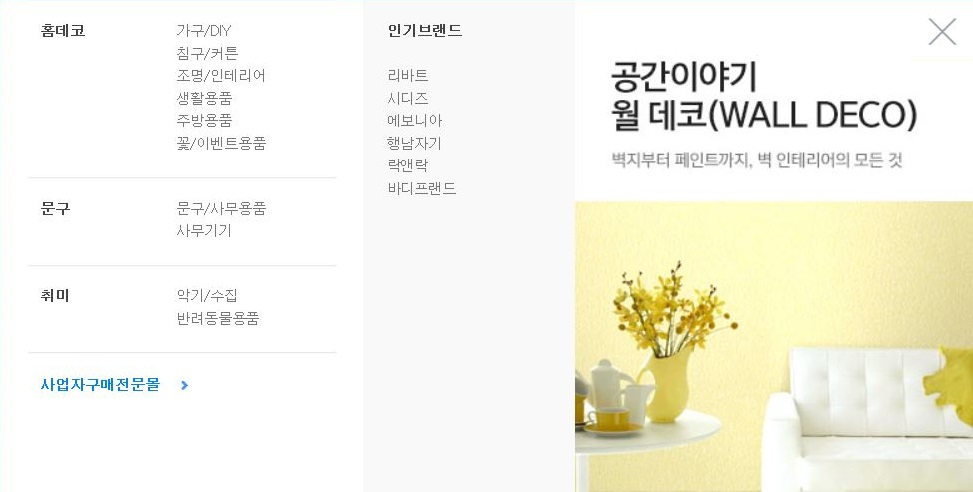 홈데코
가구/DIY
침구/커튼
조명/인테리어
생활용품
주방용품
꽃/이벤트용품
문구
문구/사무용품
사무기기
취미
악기/수집
반려동물용품
사업자구매전문몰
인기브랜드
리바트
시디즈
에보니아
행남자기
락앤락
바디프랜드
공간이야기
월 데코(WALL DECO)
벽지부터 페인트까지, 벽 인테리어의 모든 것